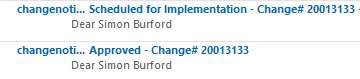 changenoti... Scheduled for Implementation - Change# 20013133 -
Dear Simon Burford
changenoti... Approved - Change# 20013133
Dear Simon Burford